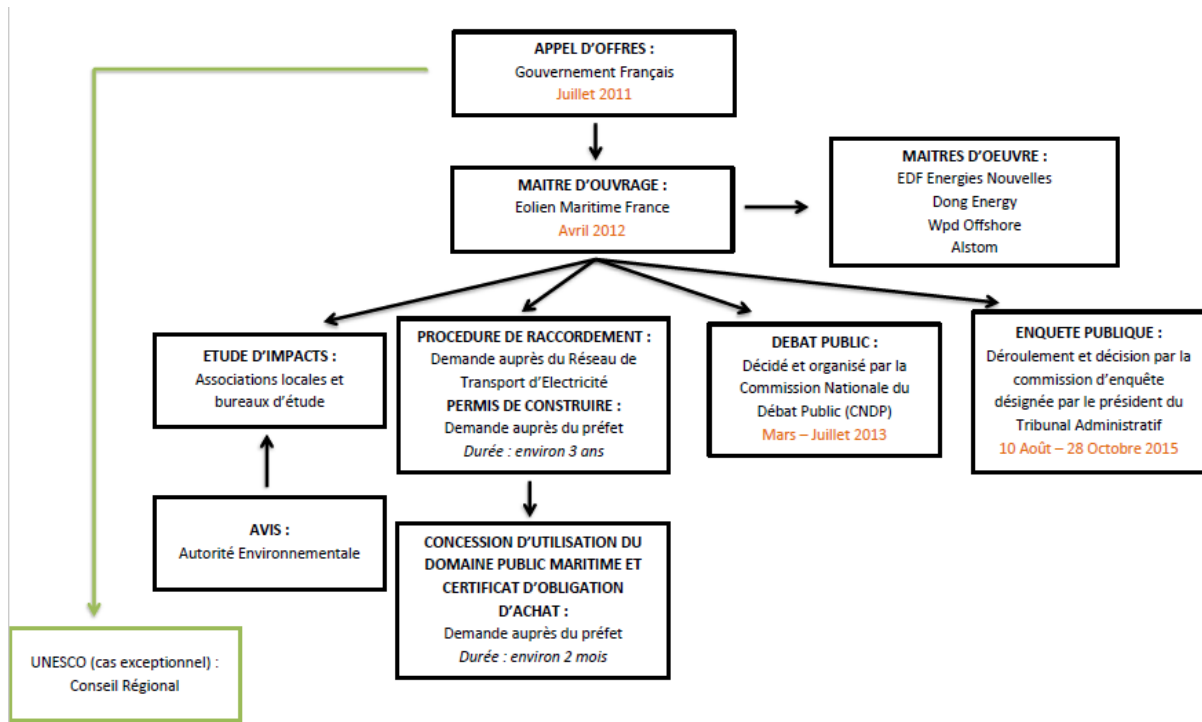 APPEL D'OFFRES :
Gouvernement Français
Juillet 2011
MAITRE D'OUVRAGE :
Eolien Maritime France
Avril 2012
MAITRES D'OEUVRE :
EDF Energies Nouvelles
Dong Energy
Wpd Offshore
Alstom
ETUDE D'IMPACTS :
Associations locales et
bureaux d'étude
PROCEDURE DE RACCORDEMENT :
Demande auprès du Réseau de
Transport d'Electricité
PERMIS DE CONSTRUIRE :
Demande auprès du préfet
Durée : environ 3 ans
DEBAT PUBLIC :
Décidé et organisé par la
Commission Nationale du
Débat Public (CNDP)
Mars – Juillet 2013
ENQUETE PUBLIQUE :
Déroulement et décision par la
commission d'enquête
désignée par le président du
Tribunal Administratif
10 Août – 28 Octobre 2015
AVIS :
Autorité Environnementale
CONCESSION D'UTILISATION DU
DOMAINE PUBLIC MARITIME ET
CERTIFICAT D'OBLIGATION
D'ACHAT :
Demande auprès du préfet
Durée : environ 2 mois
UNESCO (cas exceptionnel) :
Conseil Régional